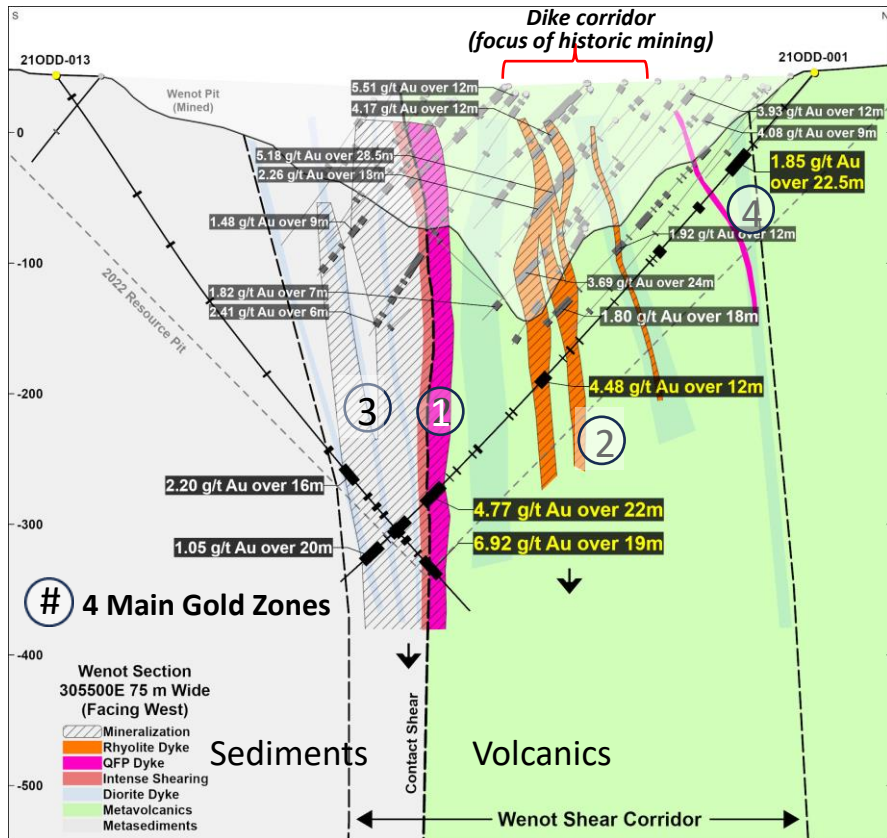 S
N
Dike corridor
(focus of historic mining)
21ODD-013
21ODD-001
Wenot Pit
(Mined)
5.51 g/t Au over 12m
4.17 g/t Au over 12m
3.93 g/t Au over 12m
4.08 g/t Au over 9m
0
5.18 g/t Au over 28.5m
2.26 g/t Au over 18m
1.85 g/t Au
over 22.5m
4
1.48 g/t Au over 9m
1.92 g/t Au over 12m
-100
2022 Resource Pit
3.69 g/t Au over 24m
1.82 g/t Au over 7m
2.41 g/t Au over 6m
1.80 g/t Au over 18m
-200
4.48 g/t Au over 12m
3
1
2
2.20 g/t Au over 16m
4.77 g/t Au over 22m
-300
6.92 g/t Au over 19m
1.05 g/t Au over 20m
# 4 Main Gold Zones
-400
Wenot Section
305500E 75 m Wide
(Facing West)
Mineralization
Rhyolite Dyke
QFP Dyke
Intense Shearing
Diorite Dyke
Metavolcanics
Metasediments
Contact Shear
Sediments
Volcanics
-500
Wenot Shear Corridor